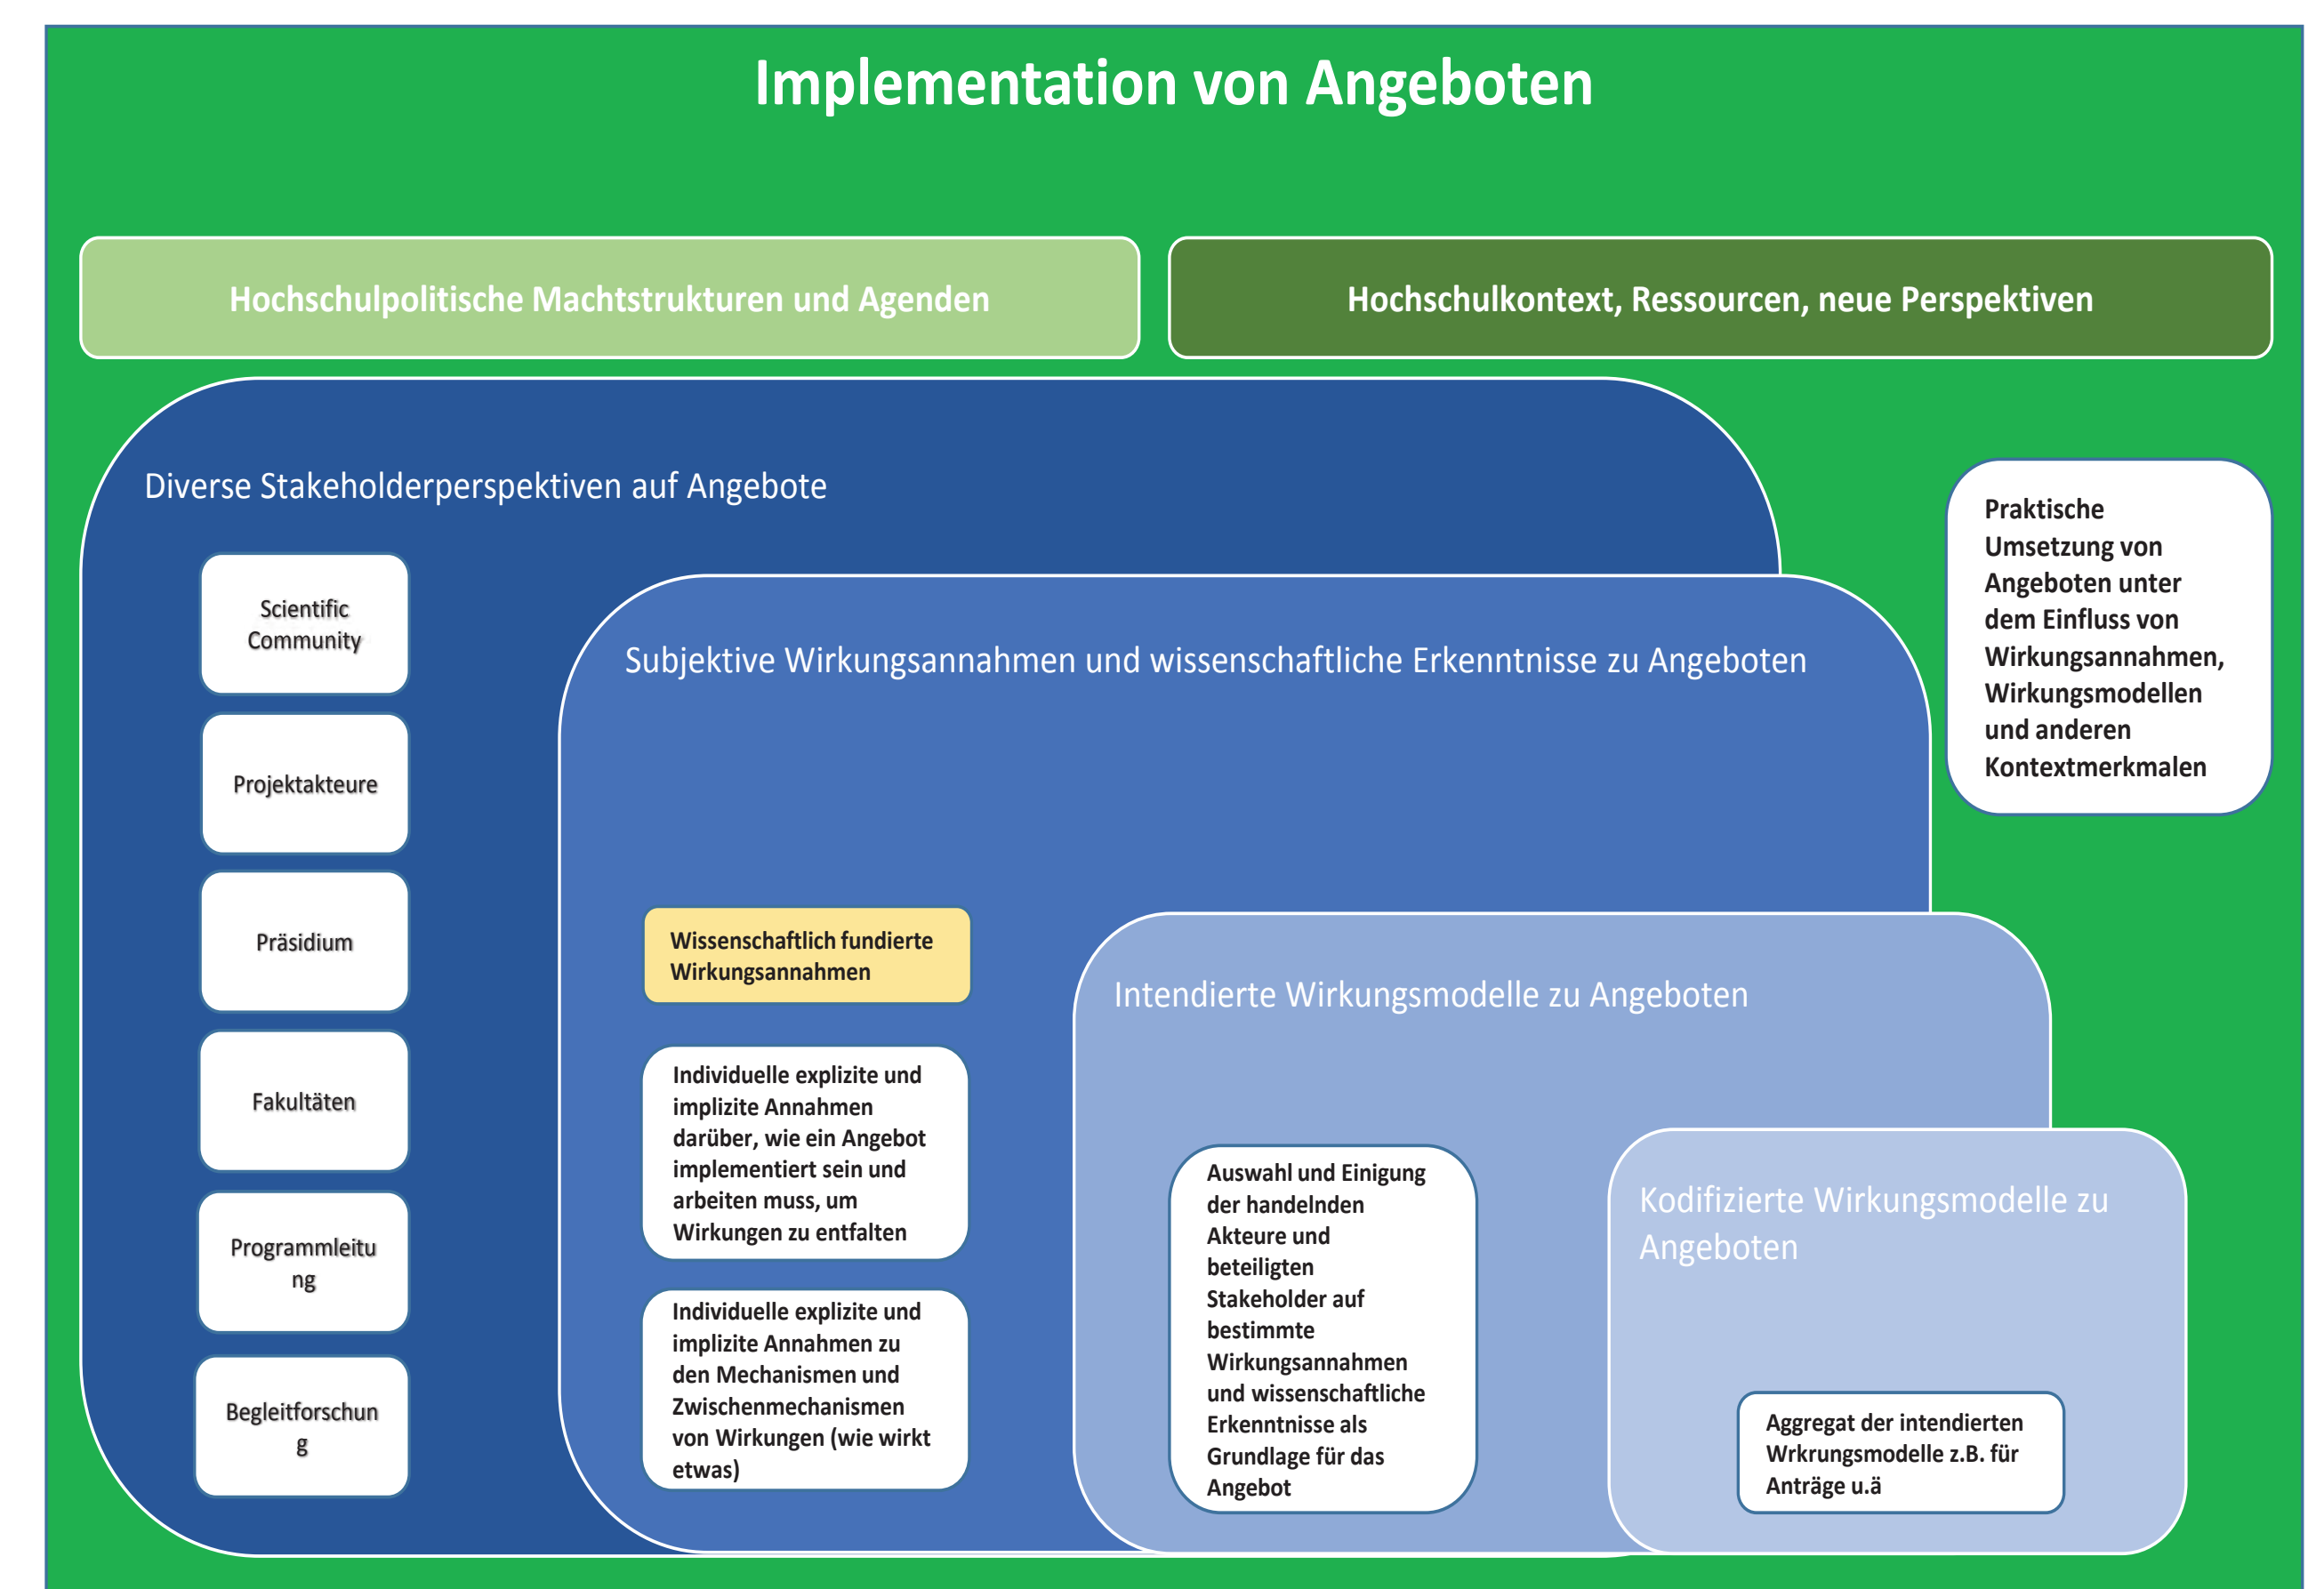 Implementation von Angeboten
Hochschulpolitische Machtstrukturen und Agenden
Hochschulkontext, Ressourcen, neue Perspektiven
Diverse Stakeholderperspektiven auf Angebote
Scientific
Community
Projektakteure
Präsidium
Fakultäten
Programmleitu
ng
Begleitforschun
g
Subjektive Wirkungsannahmen und wissenschaftliche Erkenntnisse zu Angeboten
Wissenschaftlich fundierte
Wirkungsannahmen
Individuelle explizite und
implizite Annahmen
darüber, wie ein Angebot
implementiert sein und
arbeiten muss, um
Wirkungen zu entfalten
Individuelle explizite und
implizite Annahmen zu
den Mechanismen und
Zwischenmechanismen
von Wirkungen (wie wirkt
etwas)
Intendierte Wirkungsmodelle zu Angeboten
Auswahl und Einigung
der handelnden
Akteure und
beteiligten
Stakeholder auf
bestimmte
Wirkungsannahmen
und wissenschaftliche
Erkenntnisse als
Grundlage für das
Angebot
Kodifizierte Wirkungsmodelle zu
Angeboten
Aggregat der intendierten
Wrkrungsmodelle z.B. für
Anträge u.ä
Praktische
Umsetzung von
Angeboten unter
dem Einfluss von
Wirkungsannahmen,
Wirkungsmodellen
und anderen
Kontextmerkmalen